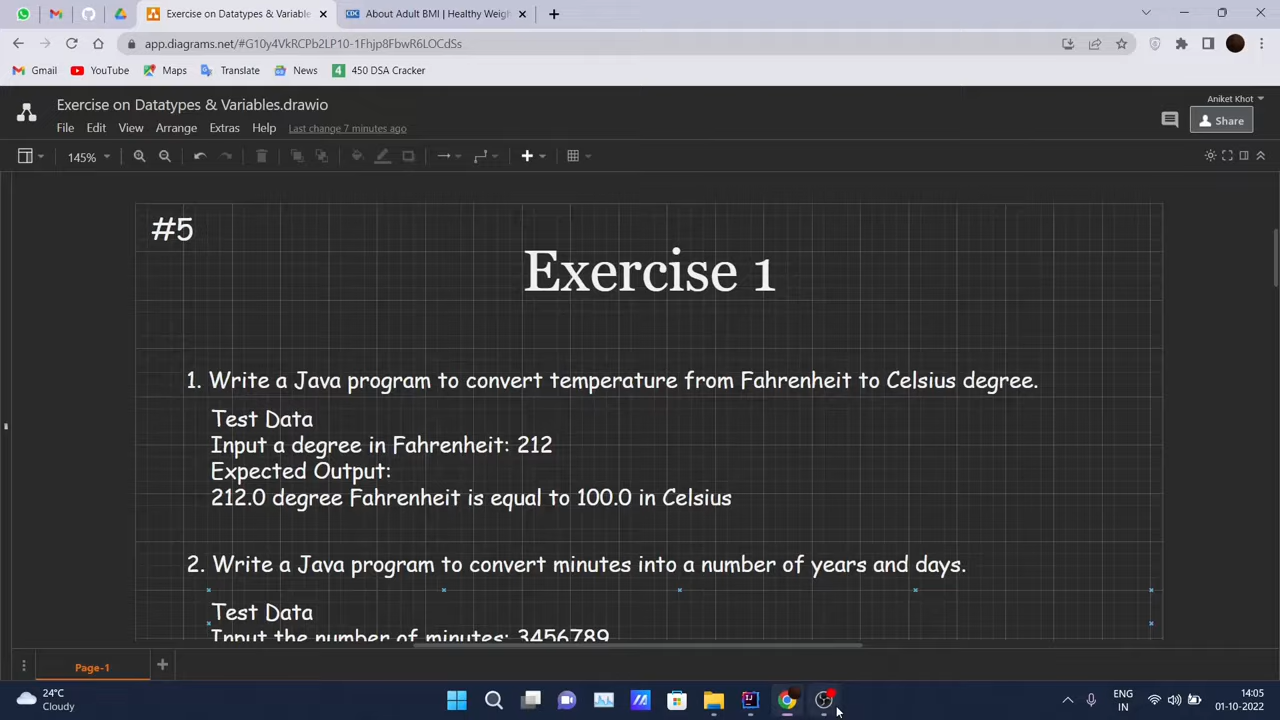 Exercise on Datatypes & Variable
About Adult BMI | Healthy Weigh
app.diagrams.net/#G10y4VkRCPb2LP10-1Fhjp8FbwR6LOCdSs
Gmail
YouTube
Maps
Translate
News
4 450 DSA Cracker
Exercise on Datatypes & Variables.drawio
Aniket Khot
File Edit View Arrange Extras Help Last change 7 minutes ago
Share
145%
#5
Exercise 1
1. Write a Java program to convert temperature from Fahrenheit to Celsius degree.
Test Data
Input a degree in Fahrenheit: 212
Expected Output:
212.0 degree Fahrenheit is equal to 100.0 in Celsius
2. Write a Java program to convert minutes into a number of years and days.
Test Data
Input the number of minutes: 3456789
Page-1
24°C
Cloudy
ENG
IN
14:05
01-10-2022